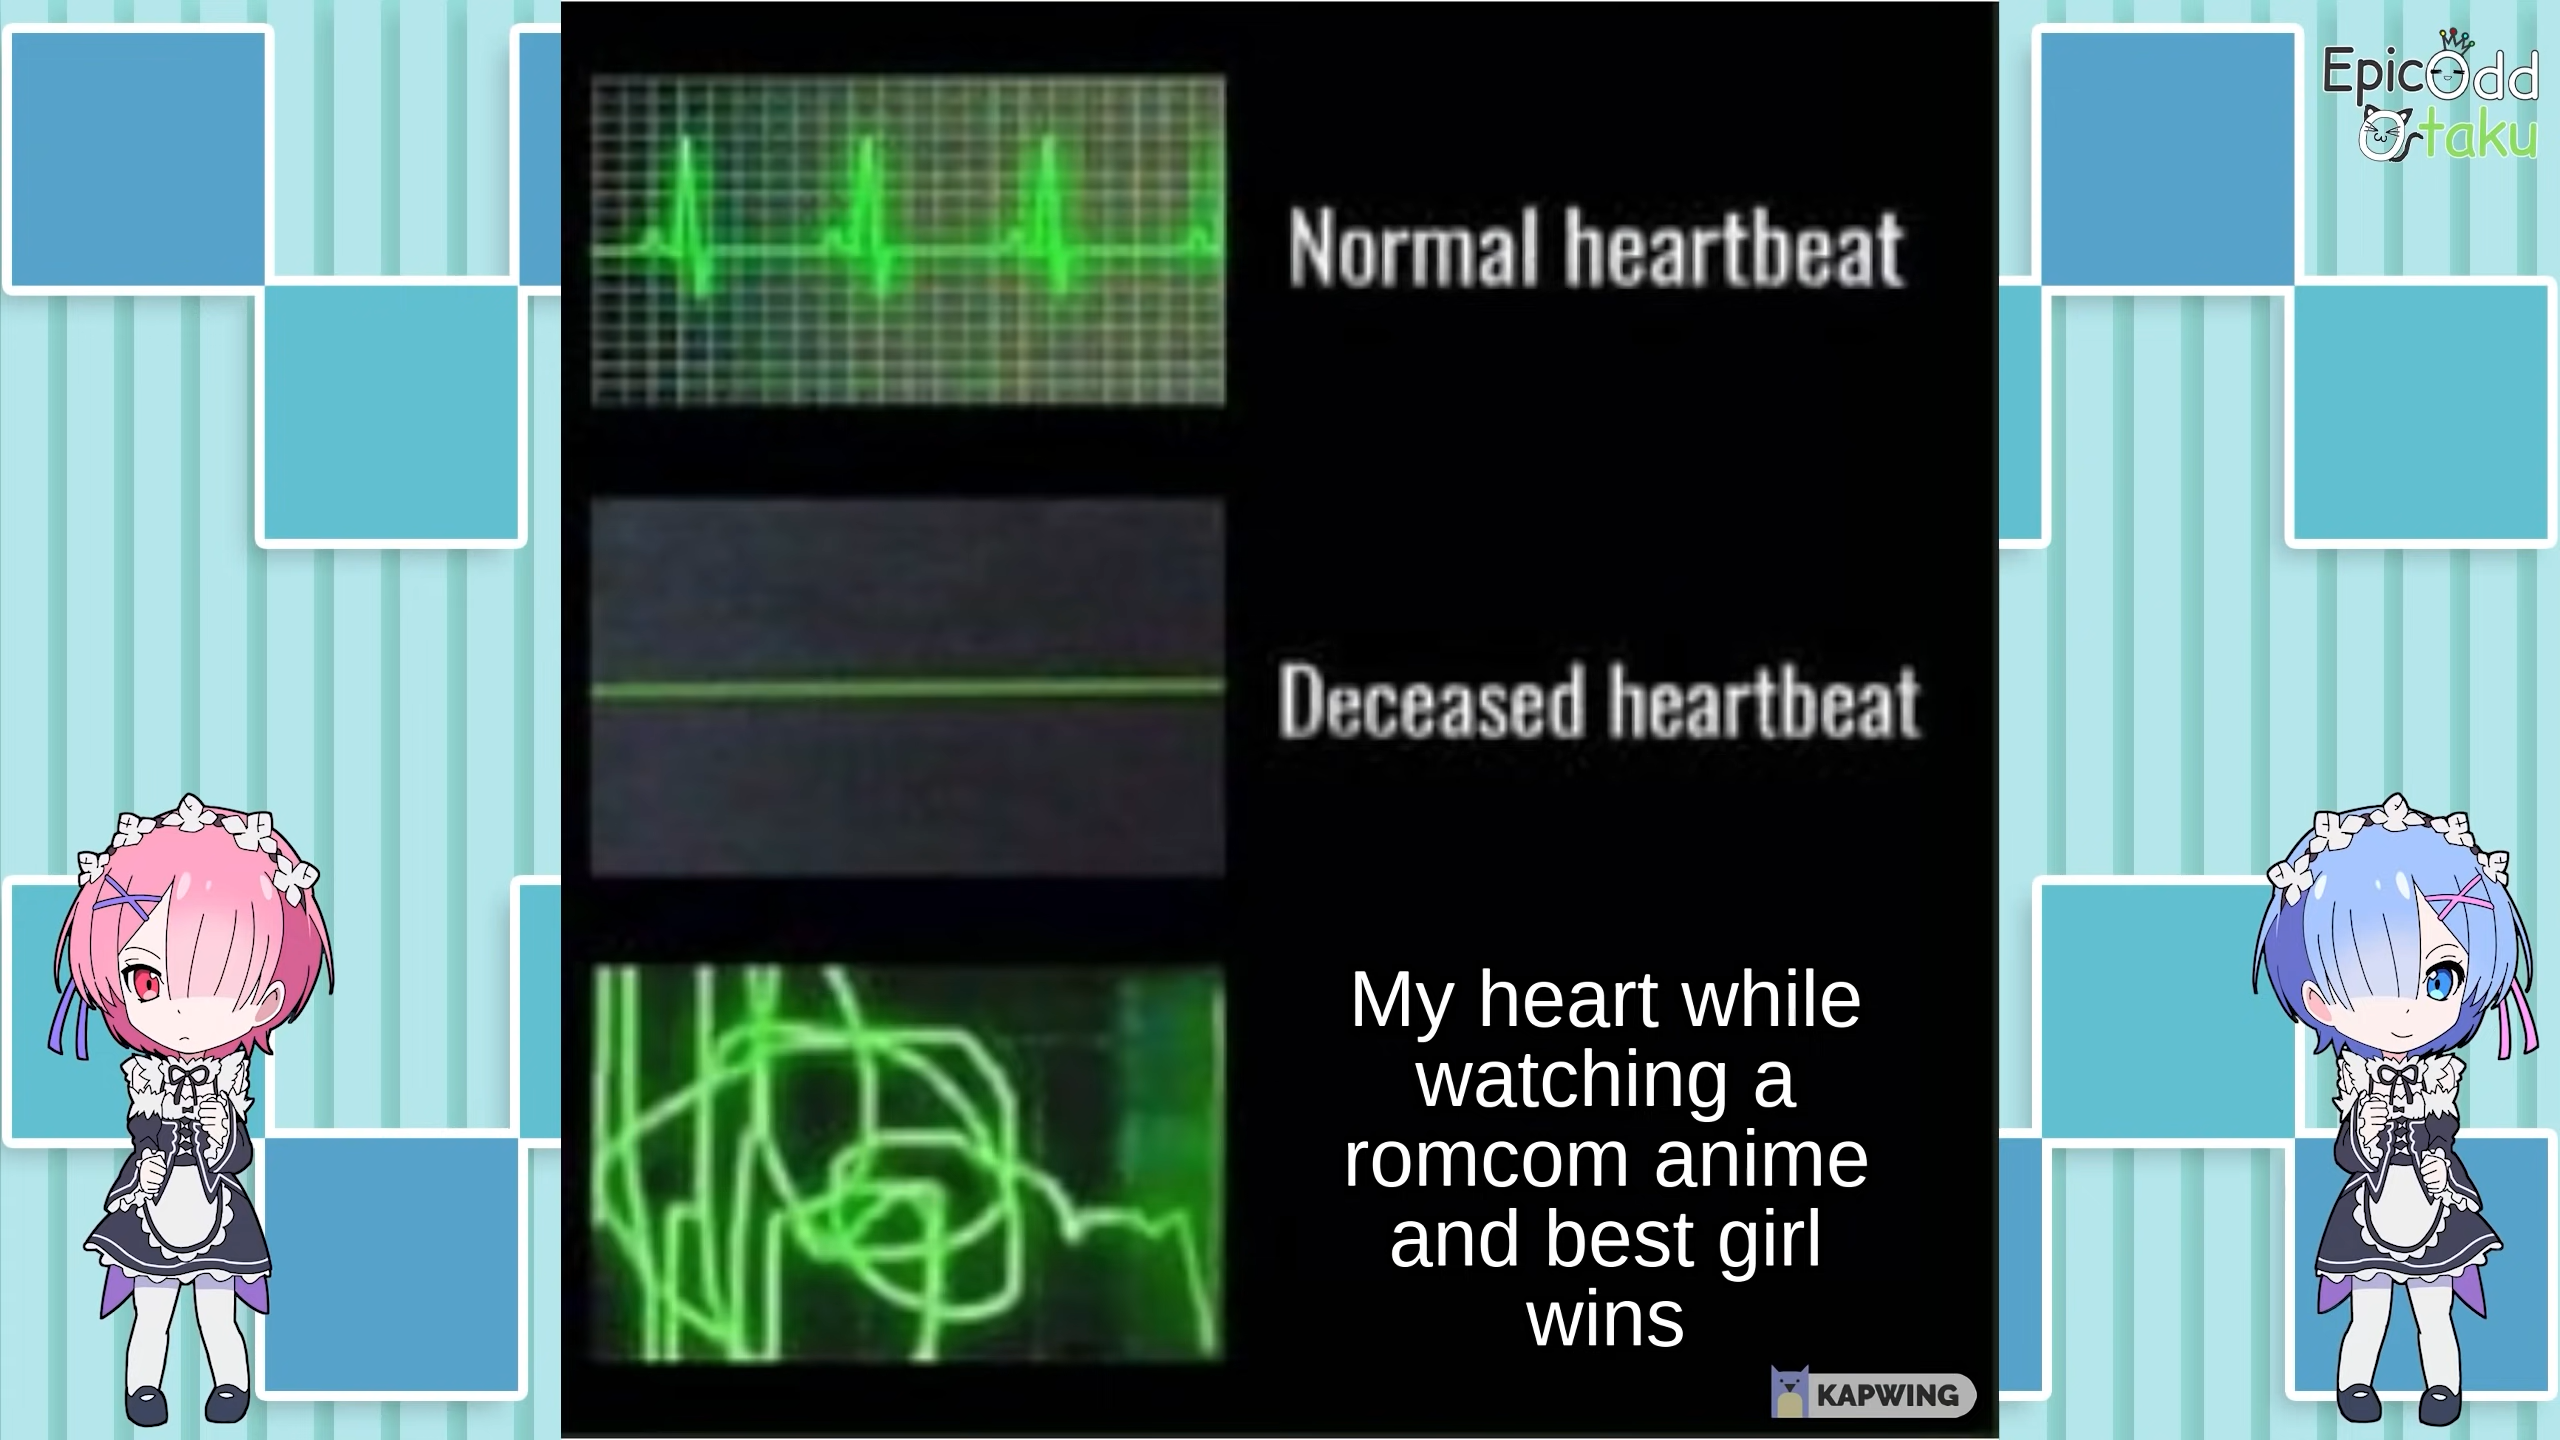 EpicOdd
Otaku
Normal heartbeat
Deceased heartbeat
My heart while
watching a
romcom anime
and best girl
wins
KAPWING